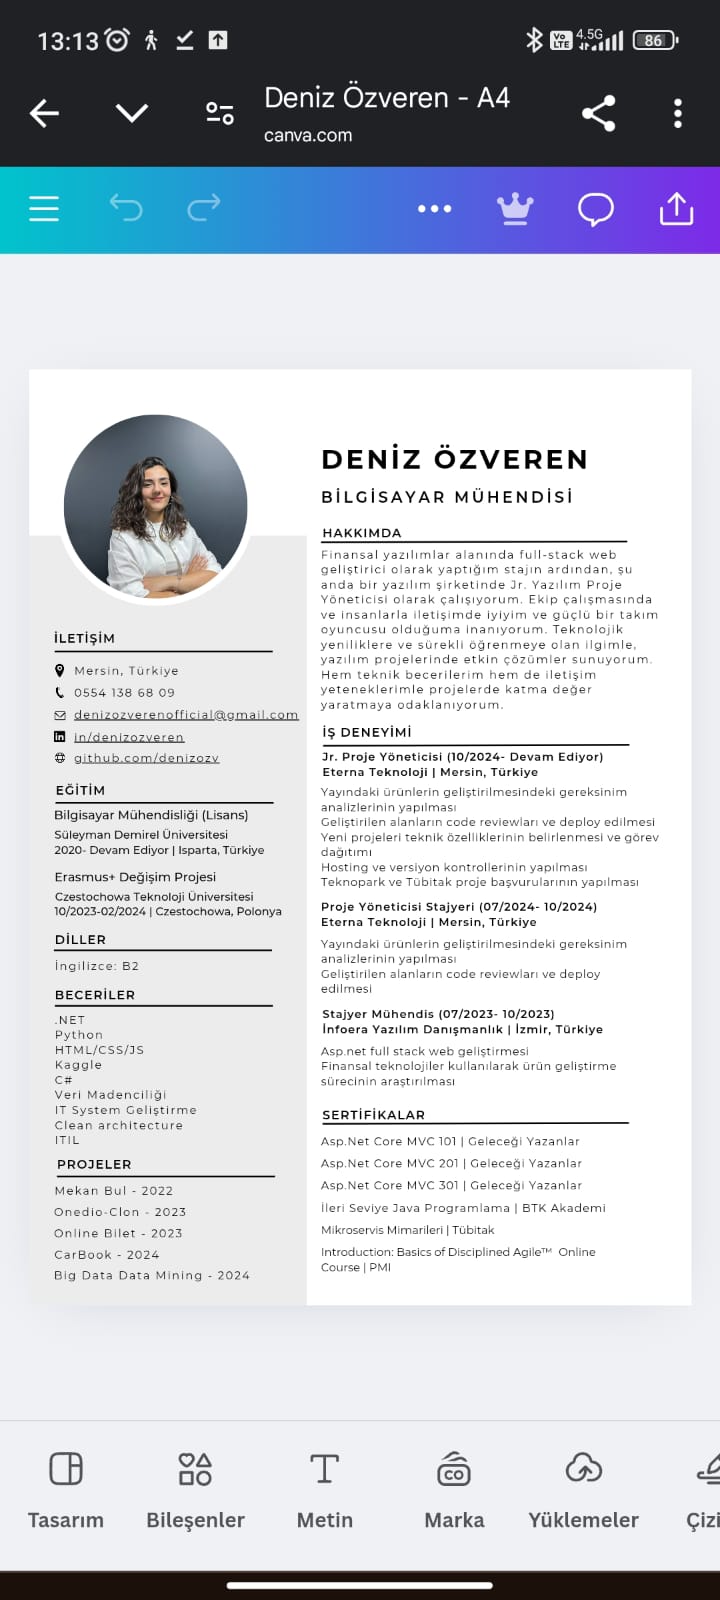 13:13
4.5G
Vo LTE
86
Deniz Özveren - A4
canva.com
DENİZ ÖZVEREN
BİLGİSAYAR MÜHENDİSİ
HAKKIMDA
Finansal yazılımlar alanında full-stack web
geliştirici olarak yaptığım stajın ardından, şu
anda bir yazılım şirketinde Jr. Yazılım Proje
Yöneticisi olarak çalışıyorum. Ekip çalışmasında
ve insanlarla iletişimde iyiyim ve güçlü bir takım
oyuncusu olduğuma inanıyorum. Teknolojik
yeniliklere ve sürekli öğrenmeye olan ilgimle,
yazılım projelerinde etkin çözümler sunuyorum.
Hem teknik becerilerim hem de iletişim
yeteneklerimle projelerde katma değer
yaratmaya odaklanıyorum.
İLETİŞİM
Mersin, Türkiye
0554 138 68 09
denizozverenofficial@gmail.com
in/denizozveren
github.com/denizozv
EĞİTİM
Bilgisayar Mühendisliği (Lisans)
Süleyman Demirel Üniversitesi
2020- Devam Ediyor | Isparta, Türkiye
Erasmus+ Değişim Projesi
Czestochowa Teknoloji Üniversitesi
10/2023-02/2024 | Czestochowa, Polonya
DİLLER
İngilizce: B2
BECERİLER
.NET
Python
HTML/CSS/JS
Kaggle
C#
Veri Madenciliği
IT System Geliştirme
Clean architecture
ITIL
PROJELER
Mekan Bul - 2022
Onedio-Clon - 2023
Online Bilet - 2023
CarBook - 2024
Big Data Data Mining - 2024
İŞ DENEYİMİ
Jr. Proje Yöneticisi (10/2024- Devam Ediyor)
Eterna Teknoloji | Mersin, Türkiye
Yayındaki ürünlerin geliştirilmesindeki gereksinim
analizlerinin yapılması
Geliştirilen alanların code reviewları ve deploy edilmesi
Yeni projeleri teknik özelliklerinin belirlenmesi ve görev
dağıtımı
Hosting ve versiyon kontrollerinin yapılması
Teknopark ve Tübitak proje başvurularının yapılması
Proje Yöneticisi Stajyeri (07/2024- 10/2024)
Eterna Teknoloji | Mersin, Türkiye
Yayındaki ürünlerin geliştirilmesindeki gereksinim
analizlerinin yapılması
Geliştirilen alanların code reviewları ve deploy
edilmesi
Stajyer Mühendis (07/2023- 10/2023)
İnfoera Yazılım Danışmanlık | İzmir, Türkiye
Asp.net full stack web geliştirmesi
Finansal teknolojiler kullanılarak ürün geliştirme
sürecinin araştırılması
SERTİFİKALAR
Asp.Net Core MVC 101 | Geleceği Yazanlar
Asp.Net Core MVC 201 | Geleceği Yazanlar
Asp.Net Core MVC 301 | Geleceği Yazanlar
İleri Seviye Java Programlama | BTK Akademi
Mikroservis Mimarileri | Tübitak
Introduction: Basics of Disciplined Agile™ Online
Course | PMI
Tasarım
Bileşenler
Metin
Marka
Yüklemeler
Çizi